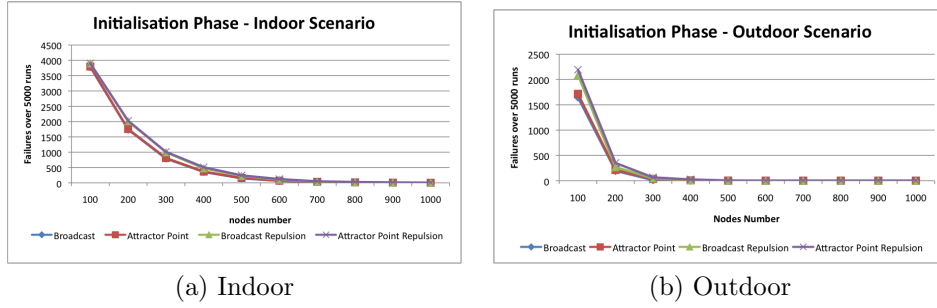 Initialisation Phase - Indoor Scenario
Failures over 5000 runs
4500
4000
3500
3000
2500
2000
1500
1000
500
0
100 200 300 400 500 600 700 800 900 1000
nodes number
Broadcast Attractor Point Broadcast Repulsion Attractor Point Repulsion
(a) Indoor
Initialisation Phase - Outdoor Scenario
Failures over 5000 runs
2500
2000
1500
1000
500
0
100 200 300 400 500 600 700 800 900 1000
Nodes Number
Broadcast Attractor Point Broadcast Repulsion Attractor Point Repulsion
(b) Outdoor